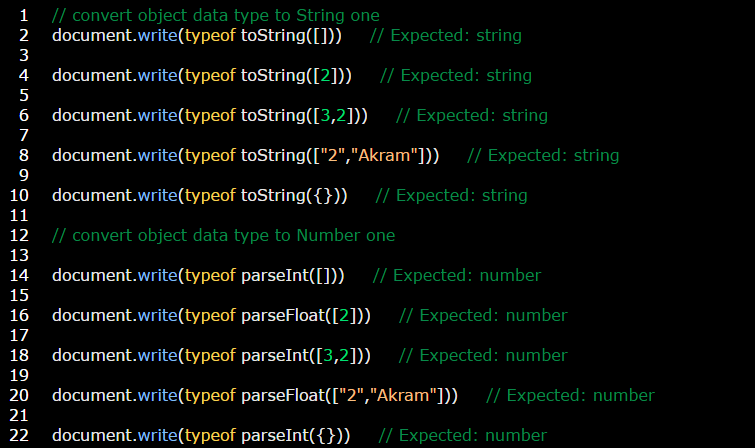 1 // convert object data type to String one
2 document.write(typeof toString([])) // Expected: string
3
4 document.write(typeof toString([2])) // Expected: string
5
6 document.write(typeof toString([3,2])) // Expected: string
7
8 document.write(typeof toString(["2","Akram"])) // Expected: string
9
10 document.write(typeof toString({})) // Expected: string
11
12 // convert object data type to Number one
13
14 document.write(typeof parseInt([])) // Expected: number
15
16 document.write(typeof parseFloat([2])) // Expected: number
17
18 document.write(typeof parseInt([3,2])) // Expected: number
19
20 document.write(typeof parseFloat(["2","Akram"])) // Expected: number
21
22 document.write(typeof parseInt({})) // Expected: number